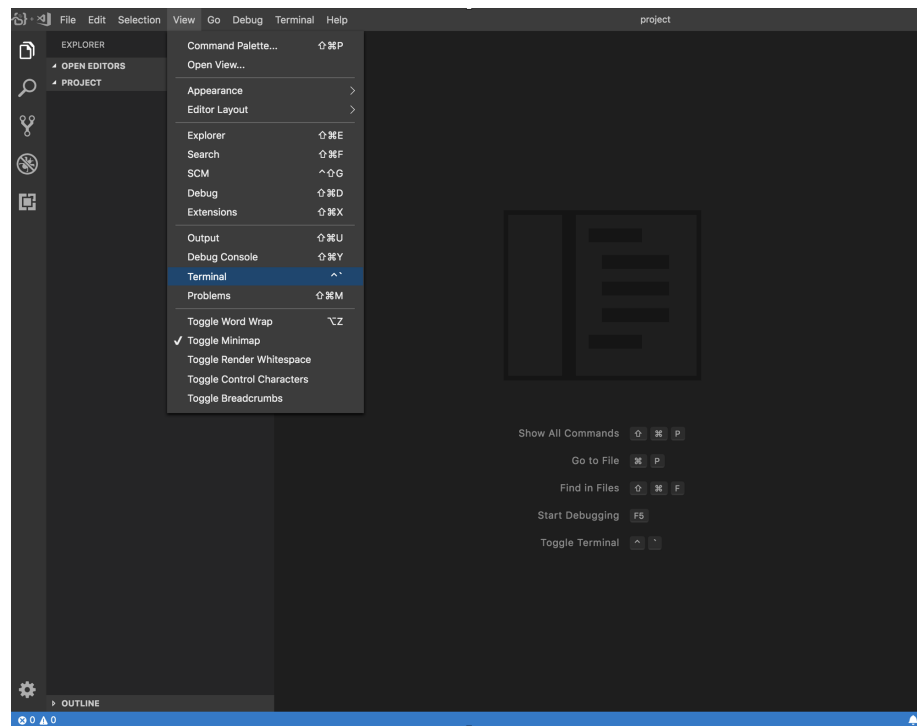 File Edit Selection View Go Debug Terminal Help project
EXPLORER
OPEN EDITORS
PROJECT
Command Palette... ⇧⌘P
Open View...
Appearance
Editor Layout
Explorer ⇧⌘E
Search ⇧⌘F
SCM ^⇧G
Debug ⇧⌘D
Extensions ⇧⌘X
Output ⇧⌘U
Debug Console ⇧⌘Y
Terminal ^`
Problems ⇧⌘M
Toggle Word Wrap ⌥Z
✓ Toggle Minimap
Toggle Render Whitespace
Toggle Control Characters
Toggle Breadcrumbs
Show All Commands ⇧ ⌘ P
Go to File ⌘ P
Find in Files ⇧ ⌘ F
Start Debugging F5
Toggle Terminal ^ `
OUTLINE
0 0